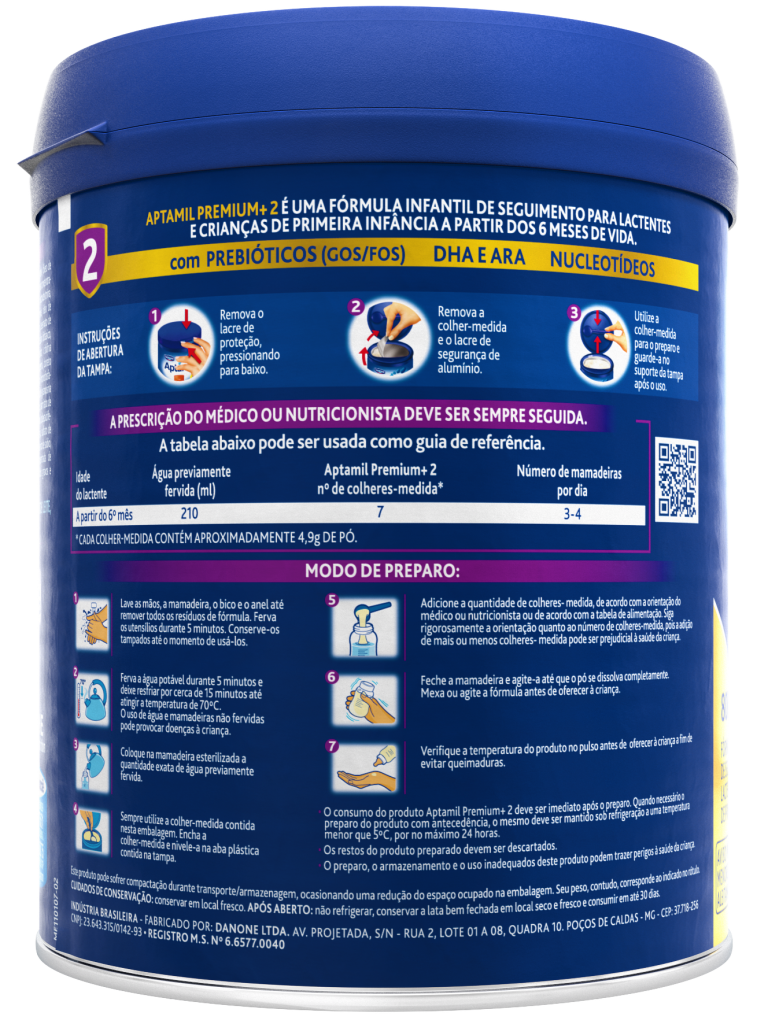 APTAMIL PREMIUM+ 2 É UMA FÓRMULA INFANTIL DE SEGUIMENTO PARA LACTENTES
E CRIANÇAS DE PRIMEIRA INFÂNCIA A PARTIR DOS 6 MESES DE VIDA.
2
com PREBIÓTICOS (GOS/FOS) DHA E ARA NUCLEOTÍDEOS
INSTRUÇÕES
DE ABERTURA
DA TAMPA:
1
Remova o
lacre de
proteção,
pressionando
para baixo.
2
Remova a
colher-medida
e o lacre de
segurança de
alumínio.
3
Utilize a
colher-medida
para o preparo e
guarde-a no
suporte da tampa
após o uso.
A PRESCRIÇÃO DO MÉDICO OU NUTRICIONISTA DEVE SER SEMPRE SEGUIDA.
A tabela abaixo pode ser usada como guia de referência.
Idade Água previamente Aptamil Premium+ 2 Número de mamadeiras
do lactente fervida (ml) nº de colheres-medida* por dia
A partir do 6º mês 210 7 3-4
*CADA COLHER-MEDIDA CONTÉM APROXIMADAMENTE 4,9g DE PÓ.
MODO DE PREPARO:
1
Lave as mãos, a mamadeira, o bico e o anel até
remover todos os resíduos de fórmula. Ferva
os utensílios durante 5 minutos. Conserve-os
tampados até o momento de usá-los.
2
Ferva a água potável durante 5 minutos e
deixe resfriar por cerca de 15 minutos até
atingir a temperatura de 70ºC.
O uso de água e mamadeiras não fervidas
pode provocar doenças à criança.
3
Coloque na mamadeira esterilizada a
quantidade exata de água previamente
fervida.
4
Sempre utilize a colher-medida contida
nesta embalagem. Encha a
colher-medida e nivele-a na aba plástica
contida na tampa.
5
Adicione a quantidade de colheres- medida, de acordo com a orientação do
médico ou nutricionista ou de acordo com a tabela de alimentação. Siga
rigorosamente a orientação quanto ao número de colheres-medida, pois a adição
de mais ou menos colheres- medida pode ser prejudicial à saúde da criança.
6
Feche a mamadeira e agite-a até que o pó se dissolva completamente.
Mexa ou agite a fórmula antes de oferecer à criança.
7
Verifique a temperatura do produto no pulso antes de oferecer à criança a fim de
evitar queimaduras.
· O consumo do produto Aptamil Premium+ 2 deve ser imediato após o preparo. Quando necessário o
preparo do produto com antecedência, o mesmo deve ser mantido sob refrigeração a uma temperatura
menor que 5ºC, por no máximo 24 horas.
· Os restos do produto preparado devem ser descartados.
· O preparo, o armazenamento e o uso inadequados deste produto podem trazer perigos à saúde da criança.
Este produto pode sofrer compactação durante transporte/armazenagem, ocasionando uma redução do espaço ocupado na embalagem. Seu peso, contudo, corresponde ao indicado no rótulo.
CUIDADOS DE CONSERVAÇÃO: conservar em local fresco. APÓS ABERTO: não refrigerar, conservar a lata bem fechada em local seco e fresco e consumir em até 30 dias.
INDÚSTRIA BRASILEIRA - FABRICADO POR: DANONE LTDA. AV. PROJETADA, S/N - RUA 2, LOTE 01 A 08, QUADRA 10. POÇOS DE CALDAS - MG - CEP: 37.718-256
CNPJ: 23.643.315/0142-93 • REGISTRO M.S. Nº 6.6577.0040
MF110107-02